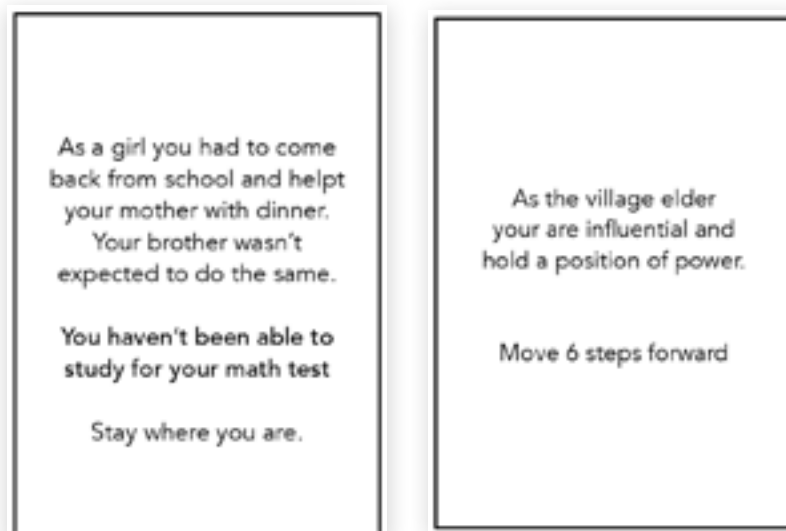 As a girl you had to come
back from school and helpt
your mother with dinner.
Your brother wasn't
expected to do the same.
You haven't been able to
study for your math test
Stay where you are.
As the village elder
your are influential and
hold a position of power.
Move 6 steps forward